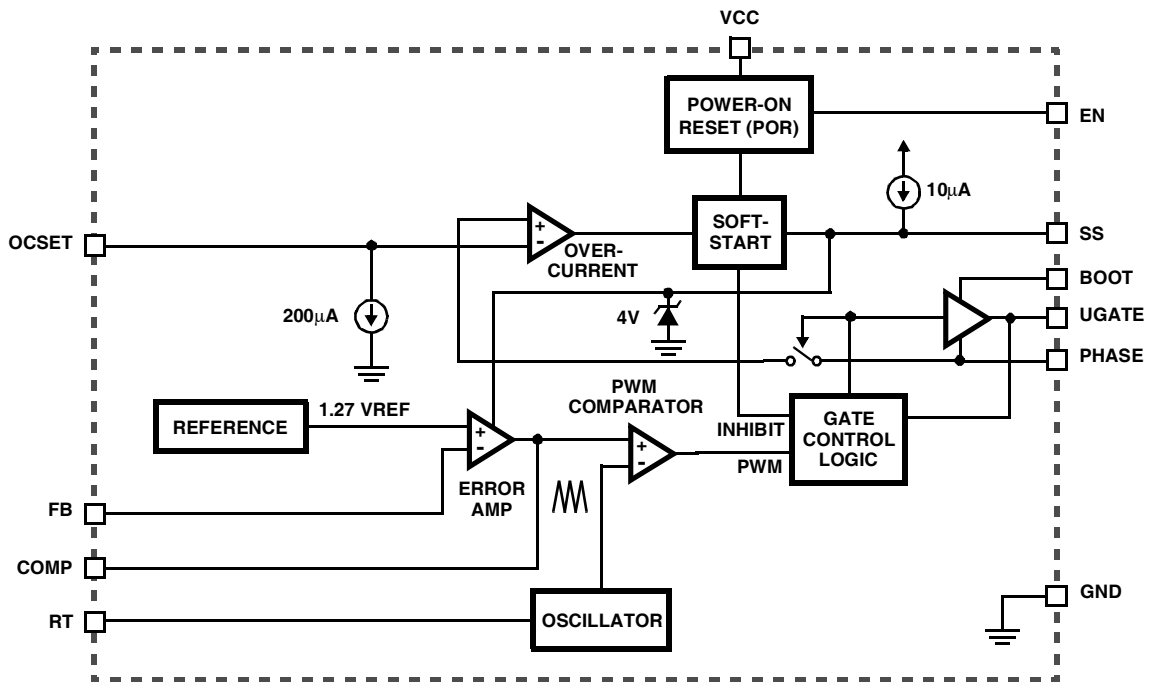 VCC
POWER-ON
RESET (POR)
EN
10µA
OCSET
+
-
OVER-
CURRENT
SOFT-
START
SS
BOOT
200µA
4V
UGATE
PHASE
PWM
COMPARATOR
REFERENCE
1.27 VREF
+
-
+
-
INHIBIT
PWM
GATE
CONTROL
LOGIC
ERROR
AMP
FB
COMP
GND
RT
OSCILLATOR